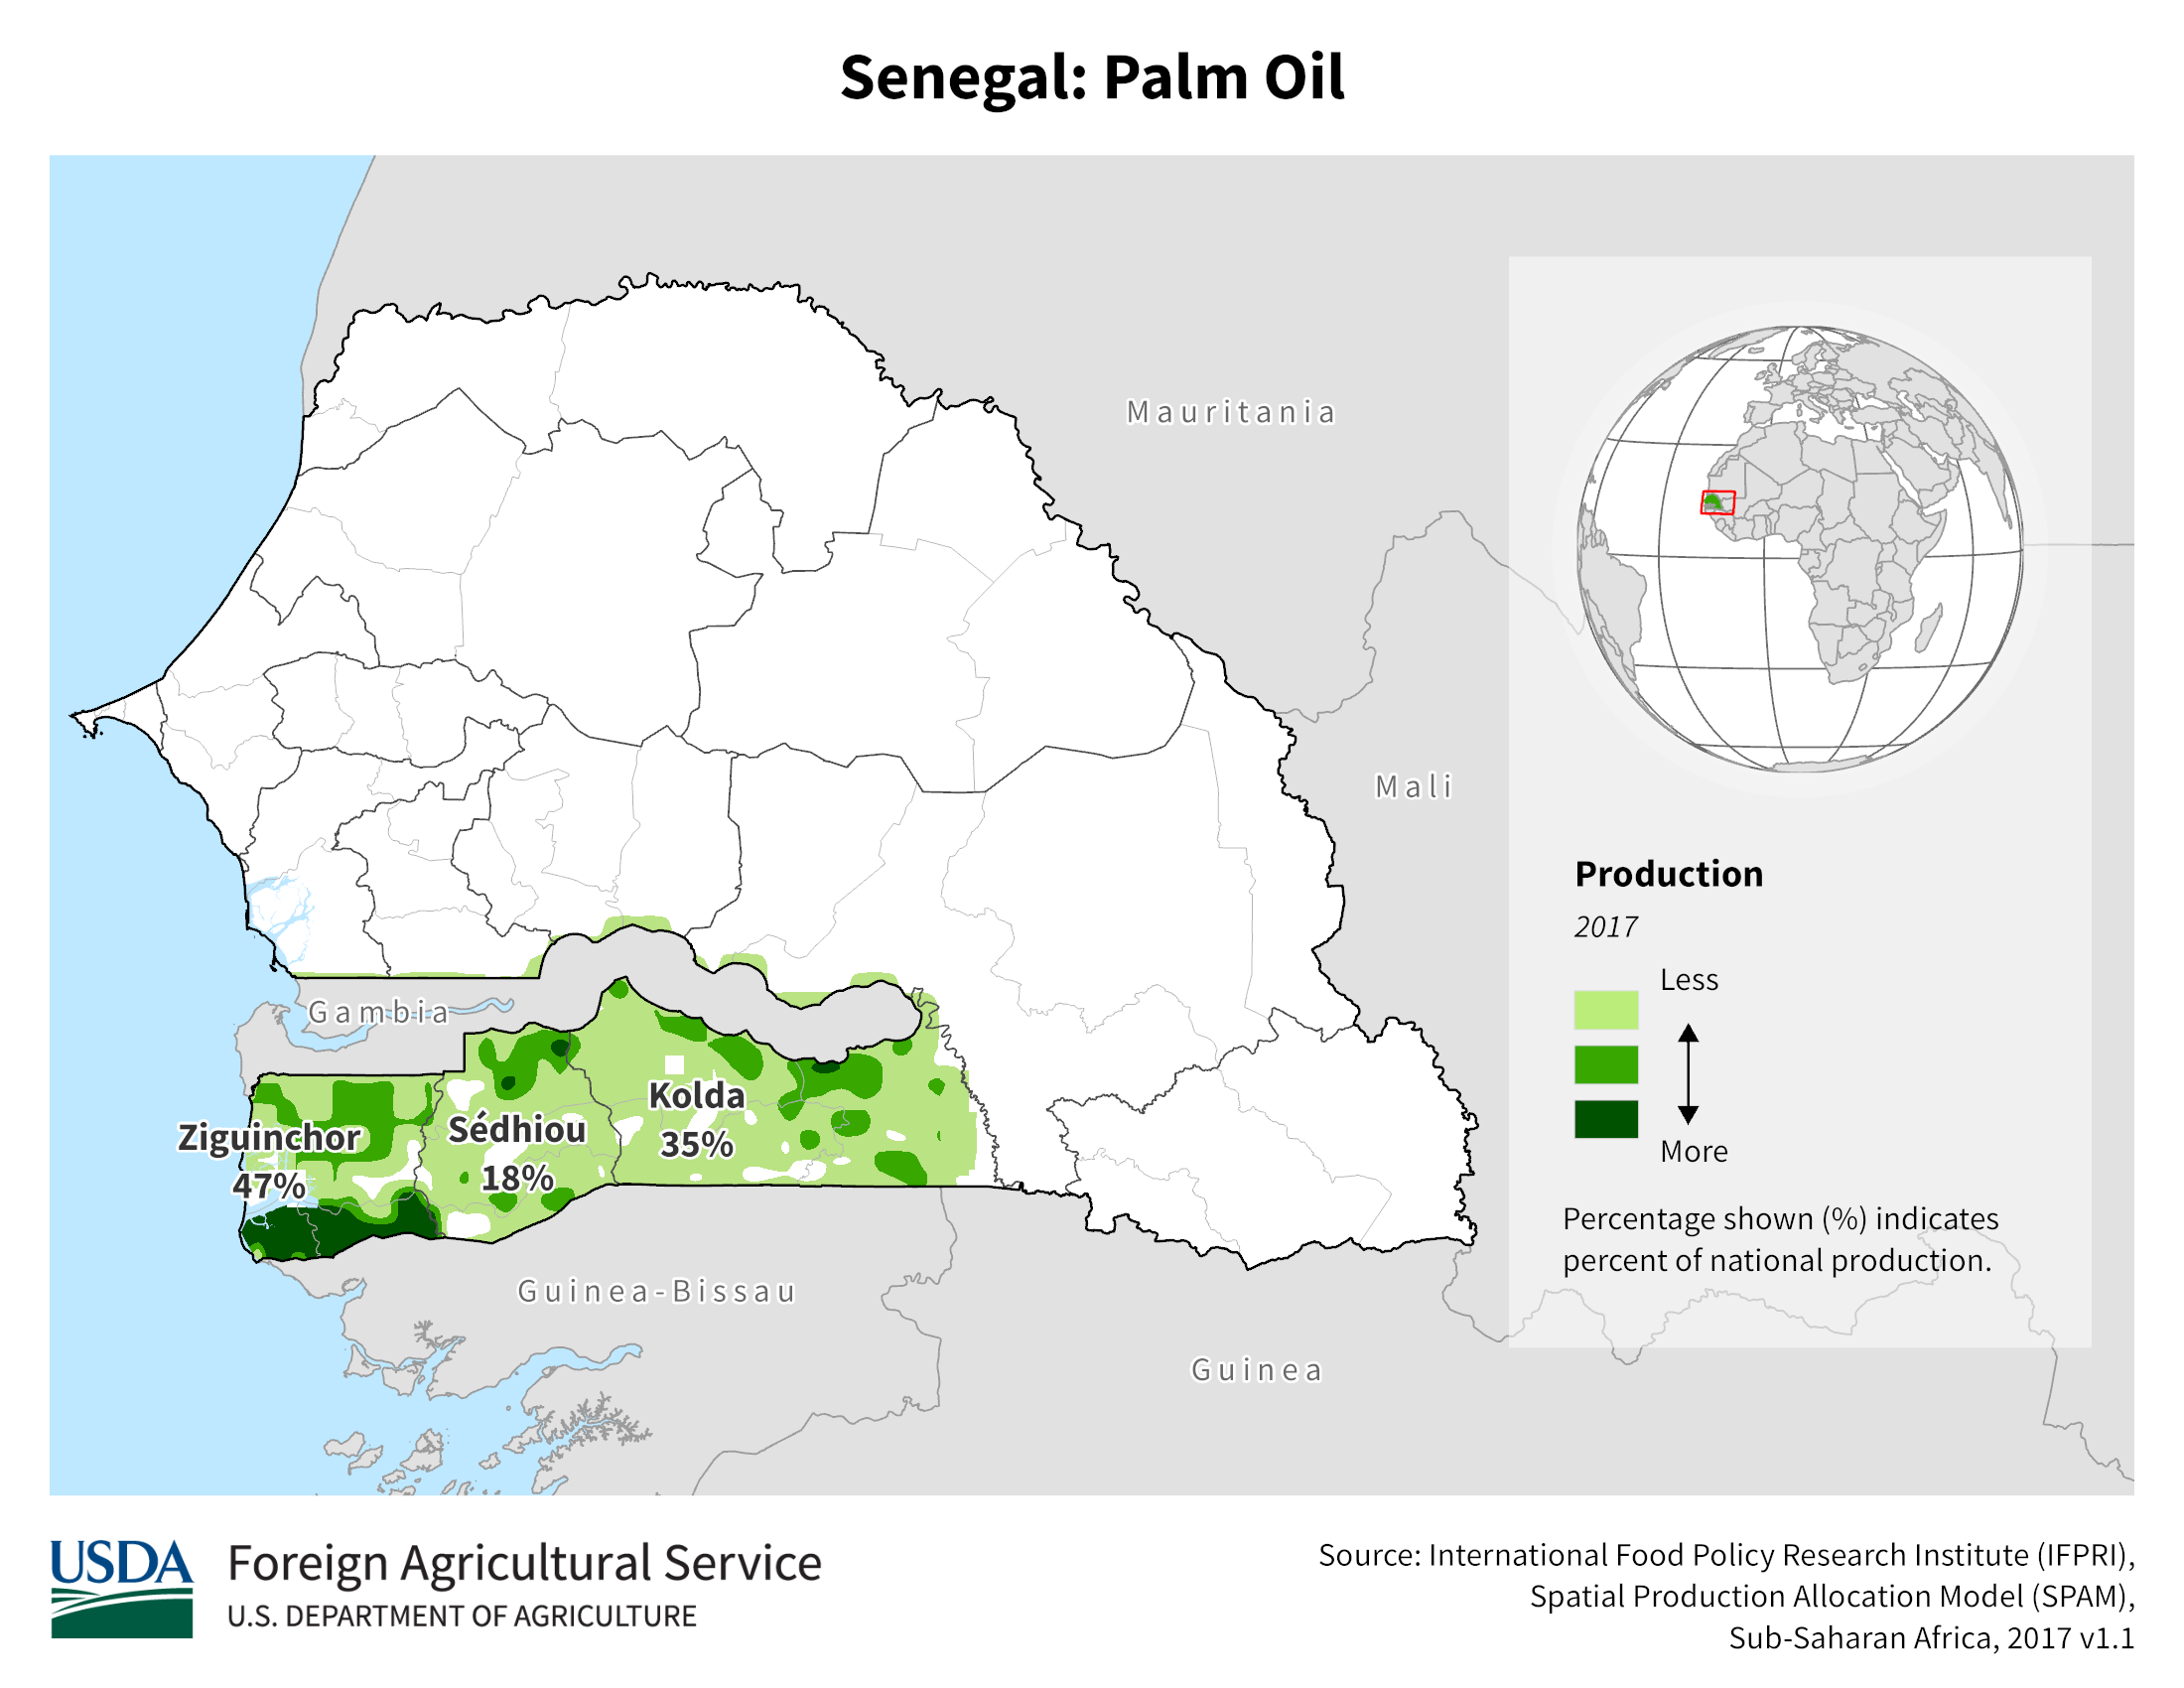 Senegal: Palm Oil
Mauritania
Mali
Gambia
Ziguinchor
47%
Sédhiou
18%
Kolda
35%
Guinea-Bissau
Guinea
Production
2017
Less
More
Percentage shown (%) indicates
percent of national production.
USDA
Foreign Agricultural Service
U.S. DEPARTMENT OF AGRICULTURE
Source: International Food Policy Research Institute (IFPRI),
Spatial Production Allocation Model (SPAM),
Sub-Saharan Africa, 2017 v1.1